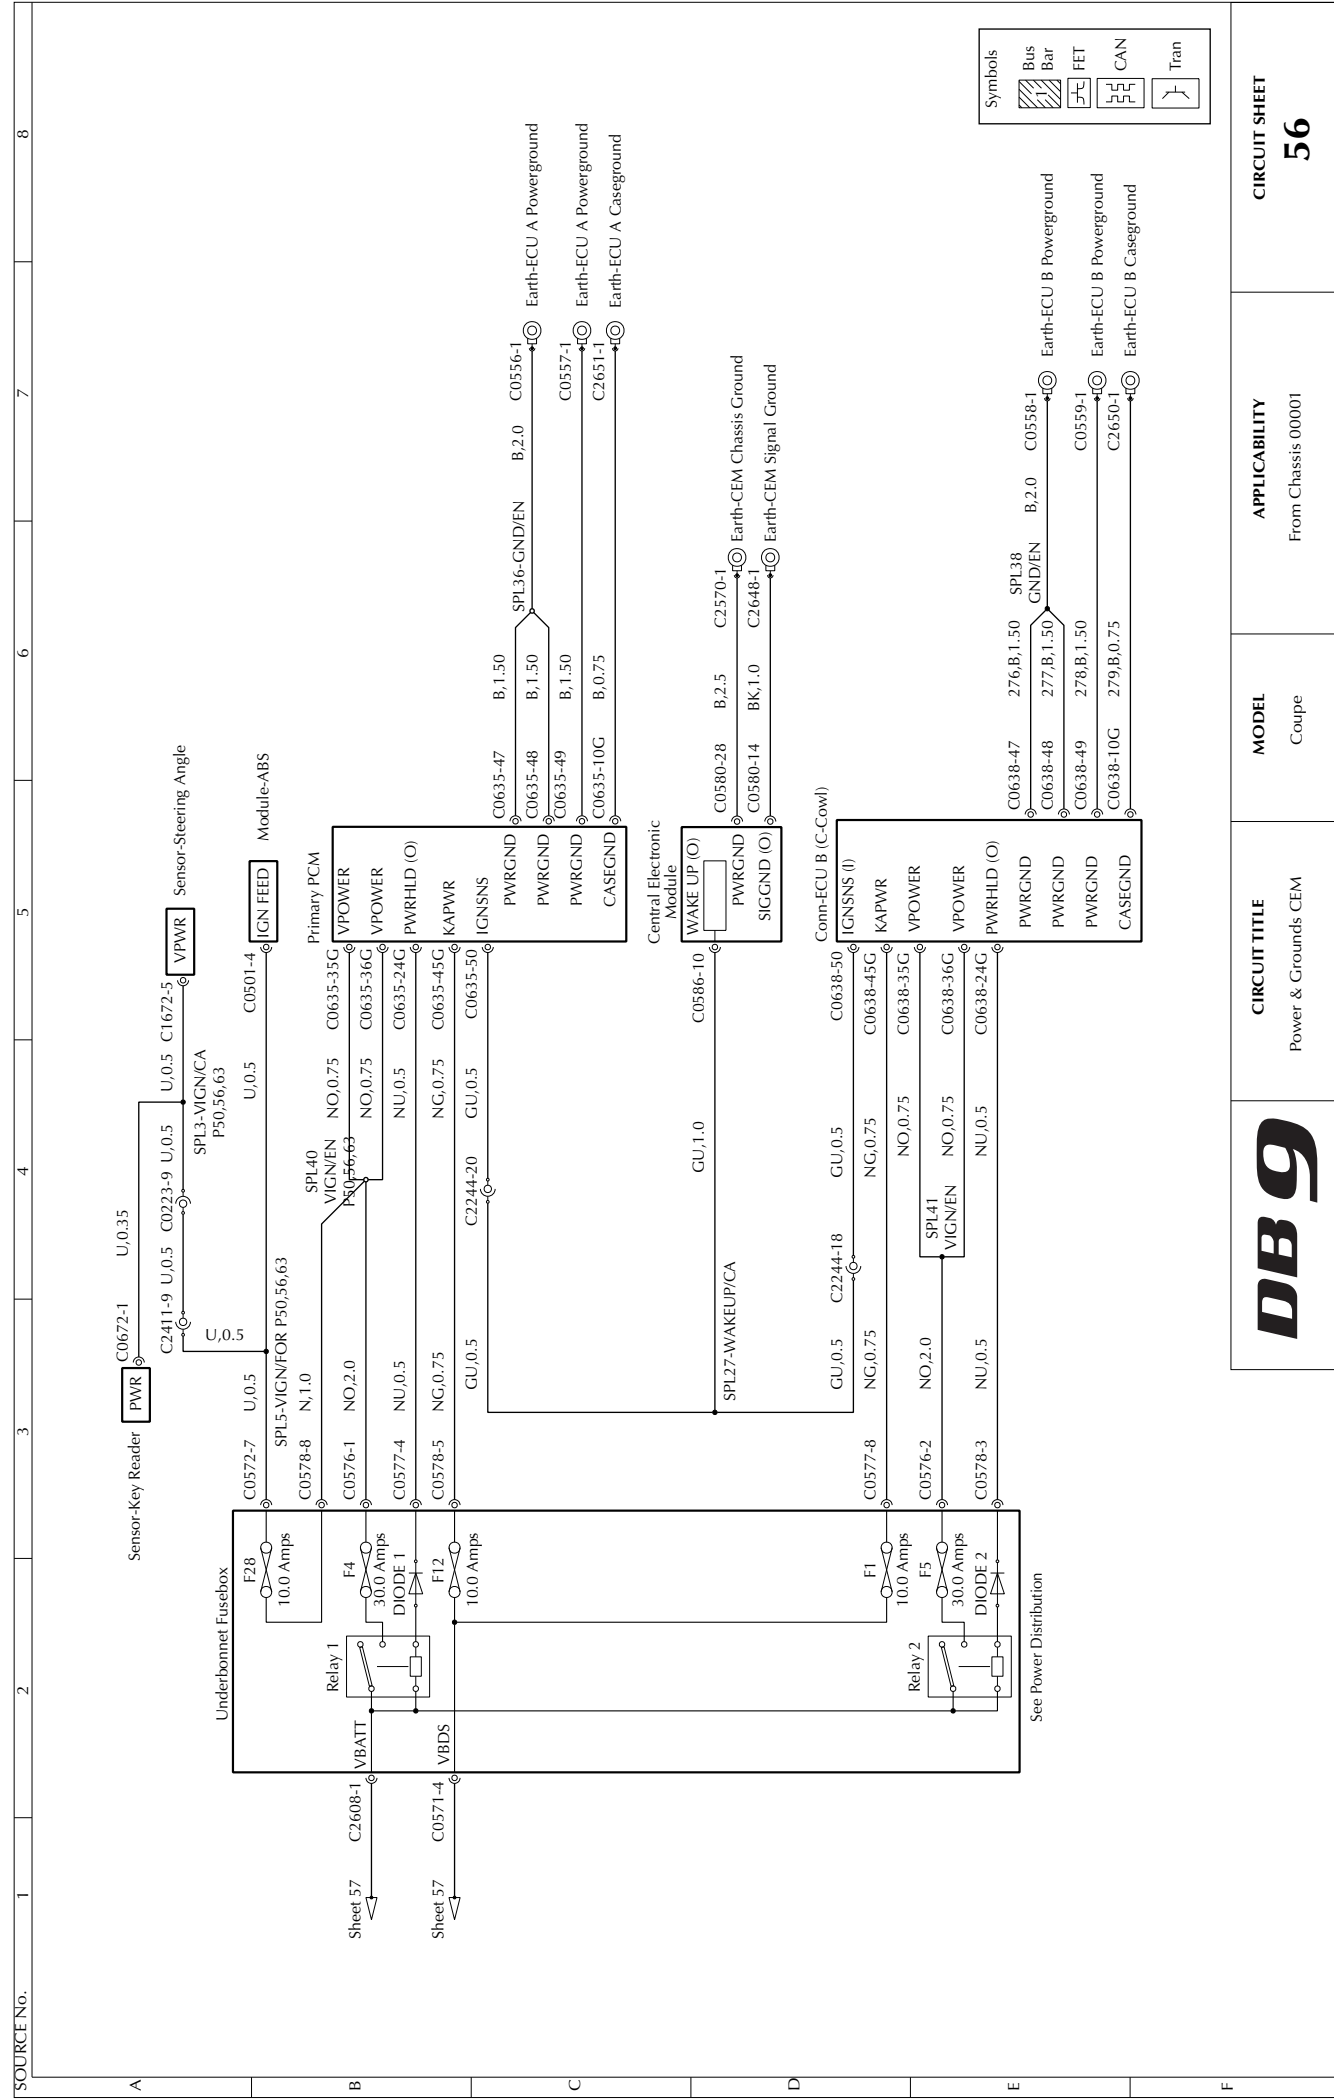 SOURCE No.
1
2
3
4
5
6
7
8
A
B
C
D
E
F
Sensor-Key Reader
PWR
C0672-1
U,0.35
C2411-9
U,0.5
C0223-9
U,0.5
SPL3-VIGN/CA
P50,56,63
U,0.5
C1672-5
VPWR
Sensor-Steering Angle
U,0.5
Underbonnet Fusebox
F28
10.0 Amps
C0572-7
U,0.5
SPL5-VIGN/FOR P50,56,63
U,0.5
C0501-4
IGN FEED
Module-ABS
C0578-8
N,1.0
SPL40
VIGN/EN
P50,56,63
Sheet 57
C2608-1
VBATT
Relay 1
F4
30.0 Amps
DIODE 1
C0576-1
NO,2.0
C0577-4
NU,0.5
Sheet 57
C0571-4
VBDS
F12
10.0 Amps
C0578-5
NG,0.75
GU,0.5
C2244-20
NO,0.75
C0635-35G
NO,0.75
C0635-36G
NU,0.5
C0635-24G
NG,0.75
C0635-45G
GU,0.5
C0635-50
Primary PCM
VPOWER
VPOWER
PWRHLD (O)
KAPWR
IGNSNS
PWRGND
PWRGND
PWRGND
CASEGND
C0635-47
B,1.50
C0635-48
B,1.50
C0635-49
B,1.50
C0635-10G
B,0.75
SPL36-GND/EN
B,2.0
C0556-1
Earth-ECU A Powerground
C0557-1
Earth-ECU A Powerground
C2651-1
Earth-ECU A Caseground
SPL27-WAKEUP/CA
GU,1.0
C0586-10
Central Electronic
Module
WAKE UP (O)
PWRGND
SIGGND (O)
C0580-28
B,2.5
C2570-1
Earth-CEM Chassis Ground
C0580-14
BK,1.0
C2648-1
Earth-CEM Signal Ground
GU,0.5
C2244-18
GU,0.5
C0638-50
F1
10.0 Amps
C0577-8
NG,0.75
NG,0.75
C0638-45G
Relay 2
F5
30.0 Amps
DIODE 2
C0576-2
NO,2.0
SPL41
VIGN/EN
NO,0.75
C0638-35G
NO,0.75
C0638-36G
C0578-3
NU,0.5
NU,0.5
C0638-24G
See Power Distribution
Conn-ECU B (C-Cowl)
IGNSNS (I)
KAPWR
VPOWER
VPOWER
PWRHLD (O)
PWRGND
PWRGND
PWRGND
CASEGND
C0638-47
276,B,1.50
C0638-48
277,B,1.50
C0638-49
278,B,1.50
C0638-10G
279,B,0.75
SPL38
GND/EN
B,2.0
C0558-1
Earth-ECU B Powerground
C0559-1
Earth-ECU B Powerground
C2650-1
Earth-ECU B Caseground
Symbols
1
Bus
Bar
FET
CAN
Tran
DB 9
CIRCUIT TITLE
Power & Grounds CEM
MODEL
Coupe
APPLICABILITY
From Chassis 00001
CIRCUIT SHEET
56